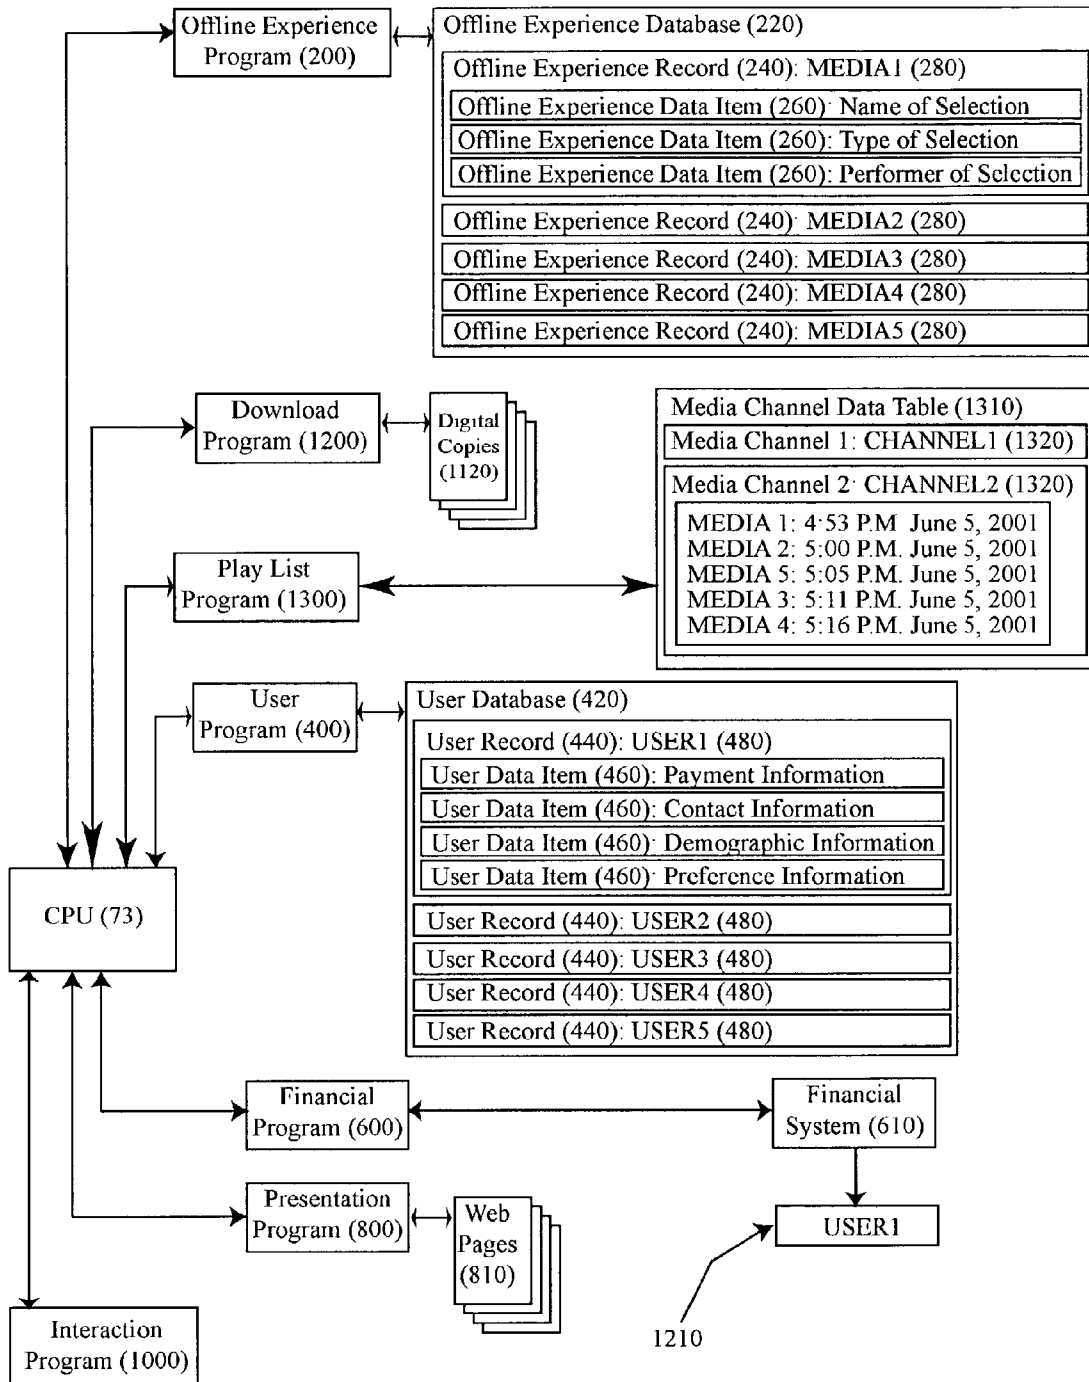 Offline Experience
Program (200)
Offline Experience Database (220)
Offline Experience Record (240): MEDIA1 (280)
Offline Experience Data Item (260): Name of Selection
Offline Experience Data Item (260): Type of Selection
Offline Experience Data Item (260): Performer of Selection
Offline Experience Record (240): MEDIA2 (280)
Offline Experience Record (240): MEDIA3 (280)
Offline Experience Record (240): MEDIA4 (280)
Offline Experience Record (240): MEDIA5 (280)
Download
Program (1200)
Digital
Copies
(1120)
Media Channel Data Table (1310)
Media Channel 1: CHANNEL1 (1320)
Media Channel 2: CHANNEL2 (1320)
MEDIA 1: 4:53 P.M. June 5, 2001
MEDIA 2: 5:00 P.M. June 5, 2001
MEDIA 5: 5:05 P.M. June 5, 2001
MEDIA 3: 5:11 P.M. June 5, 2001
MEDIA 4: 5:16 P.M. June 5, 2001
Play List
Program (1300)
User
Program (400)
User Database (420)
User Record (440): USER1 (480)
User Data Item (460): Payment Information
User Data Item (460): Contact Information
User Data Item (460): Demographic Information
User Data Item (460): Preference Information
User Record (440): USER2 (480)
User Record (440): USER3 (480)
User Record (440): USER4 (480)
User Record (440): USER5 (480)
CPU (73)
Financial
Program (600)
Financial
System (610)
Presentation
Program (800)
Web
Pages
(810)
USER1
1210
Interaction
Program (1000)